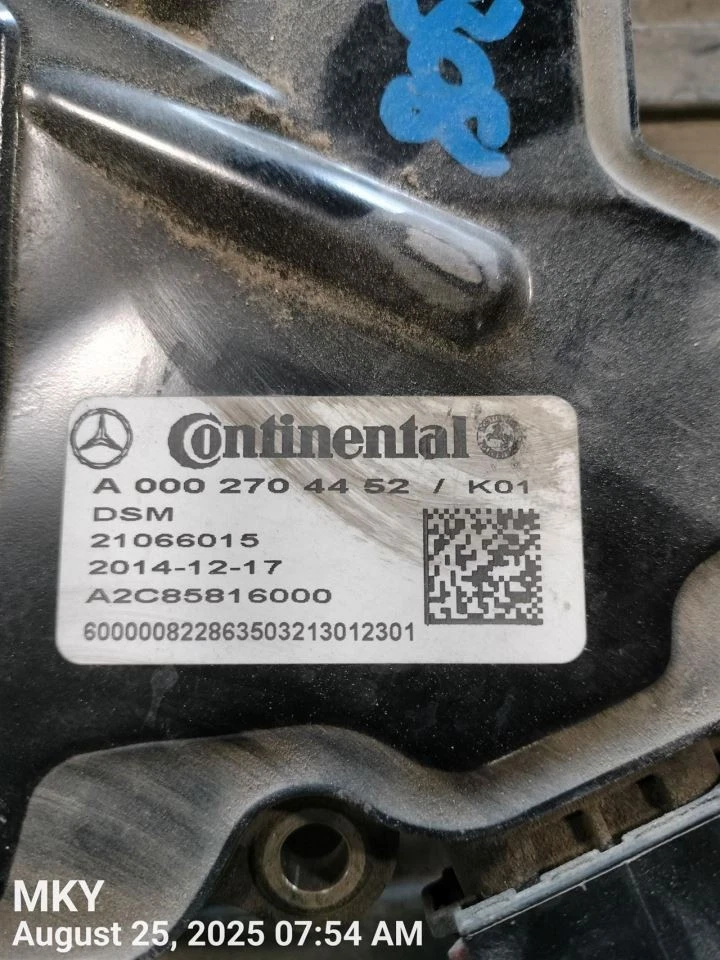 Continental
A 000 270 44 52 / K01
DSM
21066015
2014-12-17
A2C85816000
600000822863503213012301
MKY
August 25, 2025 07:54 AM